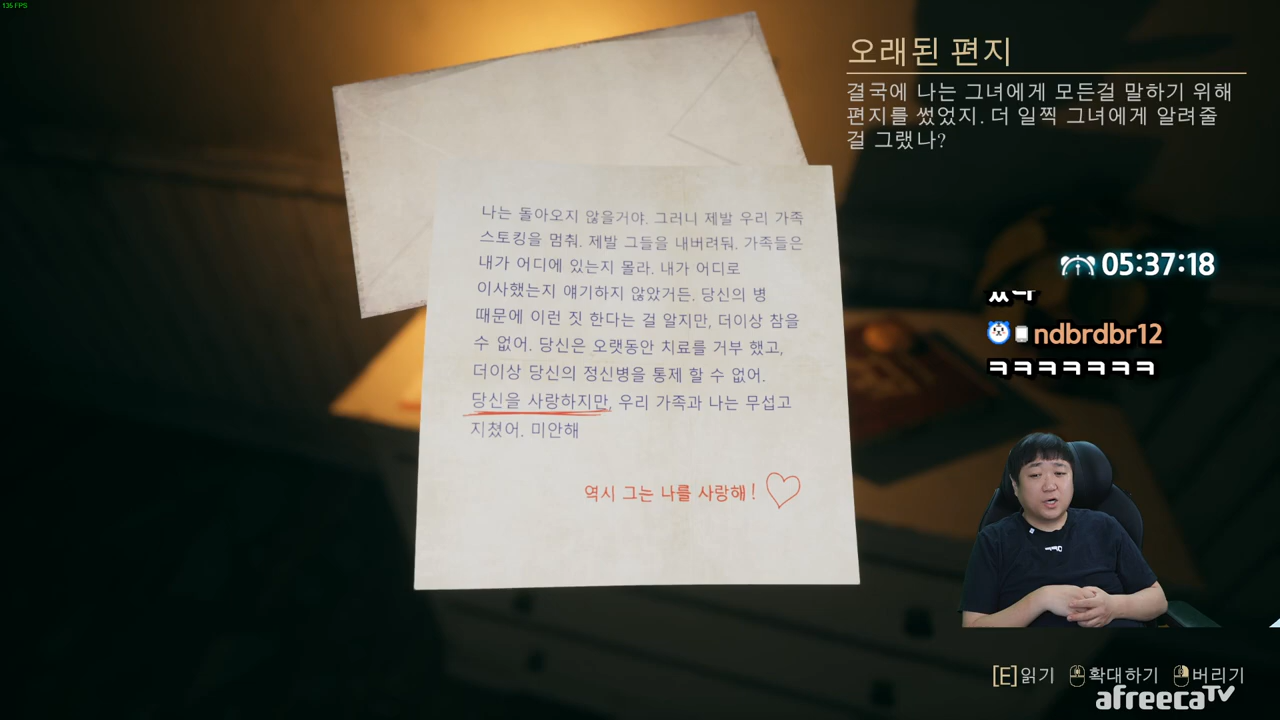 135 FPS
오래된 편지
결국에 나는 그녀에게 모든걸 말하기 위해
편지를 썼었지. 더 일찍 그녀에게 알려줄
걸 그랬나?
나는 돌아오지 않을거야. 그러니 제발 우리 가족
스토킹을 멈춰. 제발 그들을 내버려둬. 가족들은
내가 어디에 있는지 몰라. 내가 어디로
이사했는지 얘기하지 않았거든. 당신의 병
때문에 이런 짓 한다는 걸 알지만, 더이상 참을
수 없어. 당신은 오랫동안 치료를 거부 했고,
더이상 당신의 정신병을 통제 할 수 없어.
당신을 사랑하지만, 우리 가족과 나는 무섭고
지쳤어. 미안해
역시 그는 나를 사랑해!
05:37:18
ndbrdbr12
ㅋㅋㅋㅋㅋㅋㅋ
[E]읽기 확대하기 버리기
afreecaTV